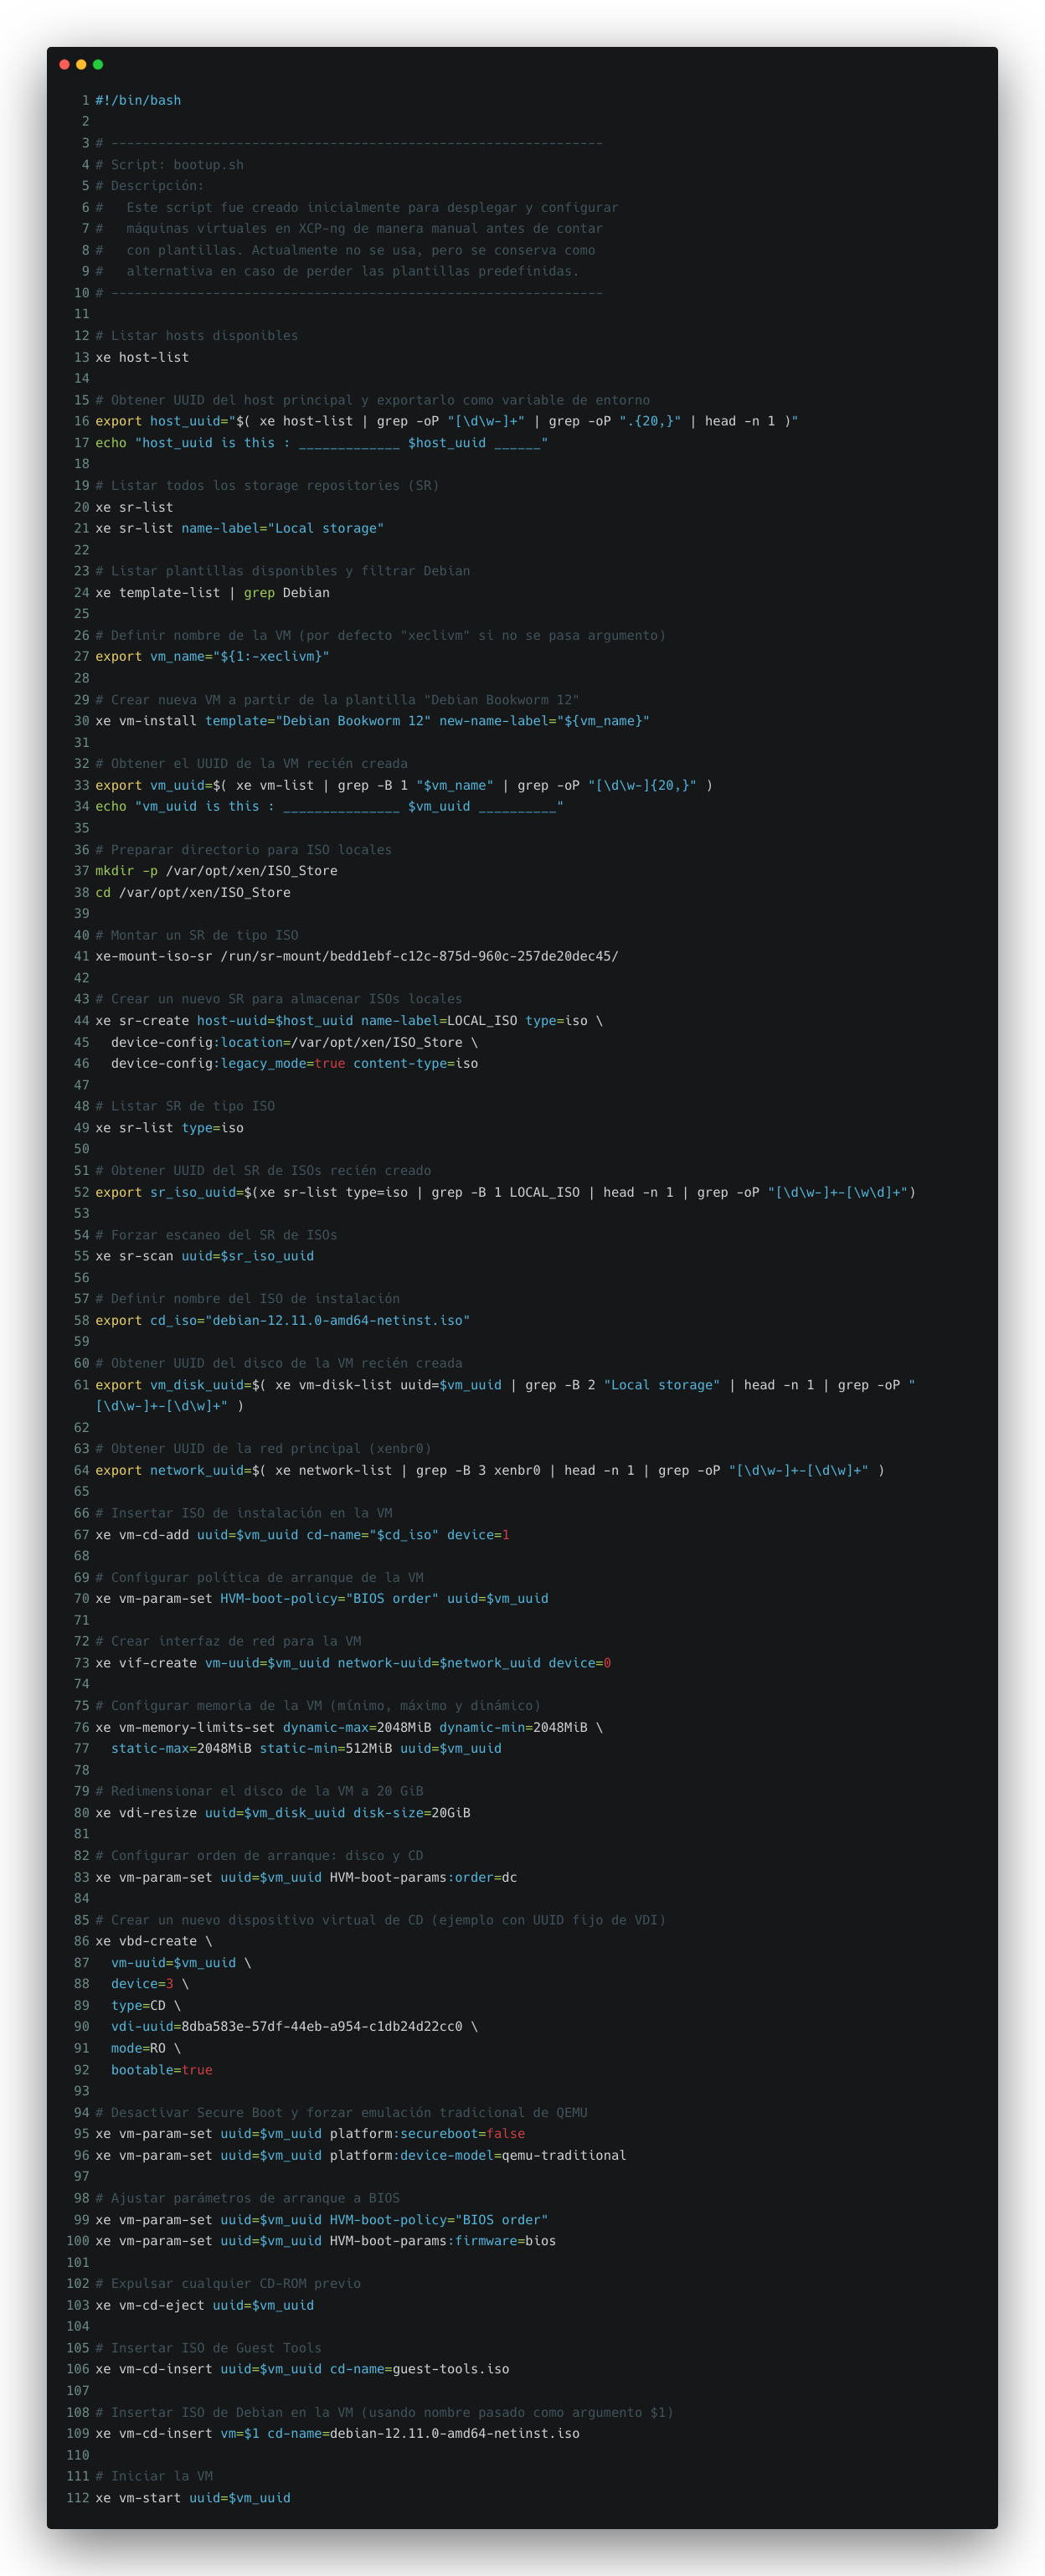 1 #!/bin/bash
2
3 # ---------------------------------------------------------------
4 # Script: bootup.sh
5 # Descripción:
6 #   Este script fue creado inicialmente para desplegar y configurar
7 #   máquinas virtuales en XCP-ng de manera manual antes de contar
8 #   con plantillas. Actualmente no se usa, pero se conserva como
9 #   alternativa en caso de perder las plantillas predefinidas.
10 # ---------------------------------------------------------------
11
12 # Listar hosts disponibles
13 xe host-list
14
15 # Obtener UUID del host principal y exportarlo como variable de entorno
16 export host_uuid="$( xe host-list | grep -oP "[\d\w-]+" | grep -oP ".{20,}" | head -n 1 )"
17 echo "host_uuid is this : _____________ $host_uuid ______"
18
19 # Listar todos los storage repositories (SR)
20 xe sr-list
21 xe sr-list name-label="Local storage"
22
23 # Listar plantillas disponibles y filtrar Debian
24 xe template-list | grep Debian
25
26 # Definir nombre de la VM (por defecto "xeclivm" si no se pasa argumento)
27 export vm_name="${1:-xeclivm}"
28
29 # Crear nueva VM a partir de la plantilla "Debian Bookworm 12"
30 xe vm-install template="Debian Bookworm 12" new-name-label="${vm_name}"
31
32 # Obtener el UUID de la VM recién creada
33 export vm_uuid=$( xe vm-list | grep -B 1 "$vm_name" | grep -oP "[\d\w-]{20,}" )
34 echo "vm_uuid is this : _______________ $vm_uuid __________"
35
36 # Preparar directorio para ISO locales
37 mkdir -p /var/opt/xen/ISO_Store
38 cd /var/opt/xen/ISO_Store
39
40 # Montar un SR de tipo ISO
41 xe-mount-iso-sr /run/sr-mount/bedd1ebf-c12c-875d-960c-257de20dec45/
42
43 # Crear un nuevo SR para almacenar ISOs locales
44 xe sr-create host-uuid=$host_uuid name-label=LOCAL_ISO type=iso \
45   device-config:location=/var/opt/xen/ISO_Store \
46   device-config:legacy_mode=true content-type=iso
47
48 # Listar SR de tipo ISO
49 xe sr-list type=iso
50
51 # Obtener UUID del SR de ISOs recién creado
52 export sr_iso_uuid=$(xe sr-list type=iso | grep -B 1 LOCAL_ISO | head -n 1 | grep -oP "[\d\w-]+-[\w\d]+")
53
54 # Forzar escaneo del SR de ISOs
55 xe sr-scan uuid=$sr_iso_uuid
56
57 # Definir nombre del ISO de instalación
58 export cd_iso="debian-12.11.0-amd64-netinst.iso"
59
60 # Obtener UUID del disco de la VM recién creada
61 export vm_disk_uuid=$( xe vm-disk-list uuid=$vm_uuid | grep -B 2 "Local storage" | head -n 1 | grep -oP "
[\d\w-]+-[\d\w]+" )
62
63 # Obtener UUID de la red principal (xenbr0)
64 export network_uuid=$( xe network-list | grep -B 3 xenbr0 | head -n 1 | grep -oP "[\d\w-]+-[\d\w]+" )
65
66 # Insertar ISO de instalación en la VM
67 xe vm-cd-add uuid=$vm_uuid cd-name="$cd_iso" device=1
68
69 # Configurar política de arranque de la VM
70 xe vm-param-set HVM-boot-policy="BIOS order" uuid=$vm_uuid
71
72 # Crear interfaz de red para la VM
73 xe vif-create vm-uuid=$vm_uuid network-uuid=$network_uuid device=0
74
75 # Configurar memoria de la VM (mínimo, máximo y dinámico)
76 xe vm-memory-limits-set dynamic-max=2048MiB dynamic-min=2048MiB \
77   static-max=2048MiB static-min=512MiB uuid=$vm_uuid
78
79 # Redimensionar el disco de la VM a 20 GiB
80 xe vdi-resize uuid=$vm_disk_uuid disk-size=20GiB
81
82 # Configurar orden de arranque: disco y CD
83 xe vm-param-set uuid=$vm_uuid HVM-boot-params:order=dc
84
85 # Crear un nuevo dispositivo virtual de CD (ejemplo con UUID fijo de VDI)
86 xe vbd-create \
87   vm-uuid=$vm_uuid \
88   device=3 \
89   type=CD \
90   vdi-uuid=8dba583e-57df-44eb-a954-c1db24d22cc0 \
91   mode=RO \
92   bootable=true
93
94 # Desactivar Secure Boot y forzar emulación tradicional de QEMU
95 xe vm-param-set uuid=$vm_uuid platform:secureboot=false
96 xe vm-param-set uuid=$vm_uuid platform:device-model=qemu-traditional
97
98 # Ajustar parámetros de arranque a BIOS
99 xe vm-param-set uuid=$vm_uuid HVM-boot-policy="BIOS order"
100 xe vm-param-set uuid=$vm_uuid HVM-boot-params:firmware=bios
101
102 # Expulsar cualquier CD-ROM previo
103 xe vm-cd-eject uuid=$vm_uuid
104
105 # Insertar ISO de Guest Tools
106 xe vm-cd-insert uuid=$vm_uuid cd-name=guest-tools.iso
107
108 # Insertar ISO de Debian en la VM (usando nombre pasado como argumento $1)
109 xe vm-cd-insert vm=$1 cd-name=debian-12.11.0-amd64-netinst.iso
110
111 # Iniciar la VM
112 xe vm-start uuid=$vm_uuid